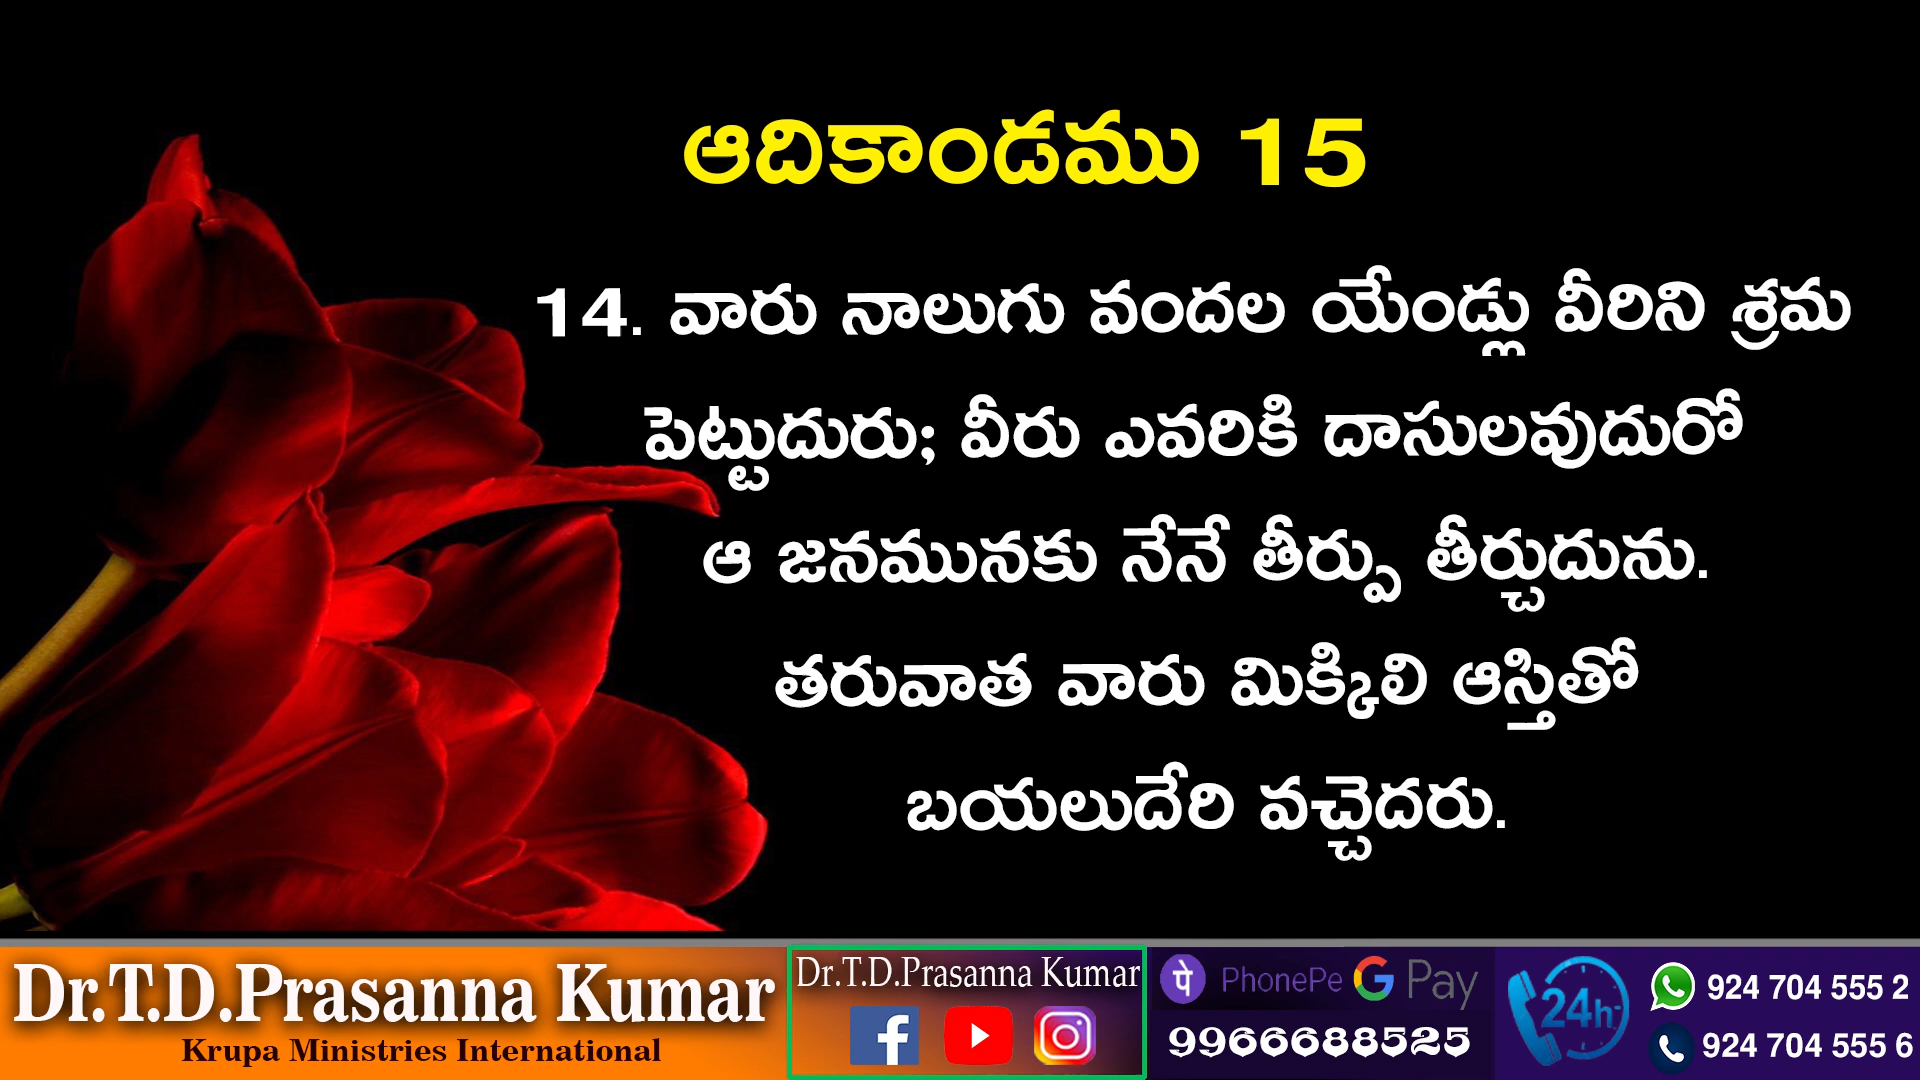 ఆదికాండము 15
14. వారు నాలుగు వందల యేండ్లు వీరిని శ్రమ
పెట్టుదురు; వీరు ఎవరికి దాసులవుదురో
ఆ జనమునకు నేనే తీర్పు తీర్చుదును.
తరువాత వారు మిక్కిలి ఆస్తితో
బయలుదేరి వచ్చెదరు.
Dr.T.D.Prasanna Kumar
Krupa Ministries International
Dr.T.D.Prasanna Kumar
पे PhonePe G Pay
9966688525
24h
924 704 555 2
924 704 555 6